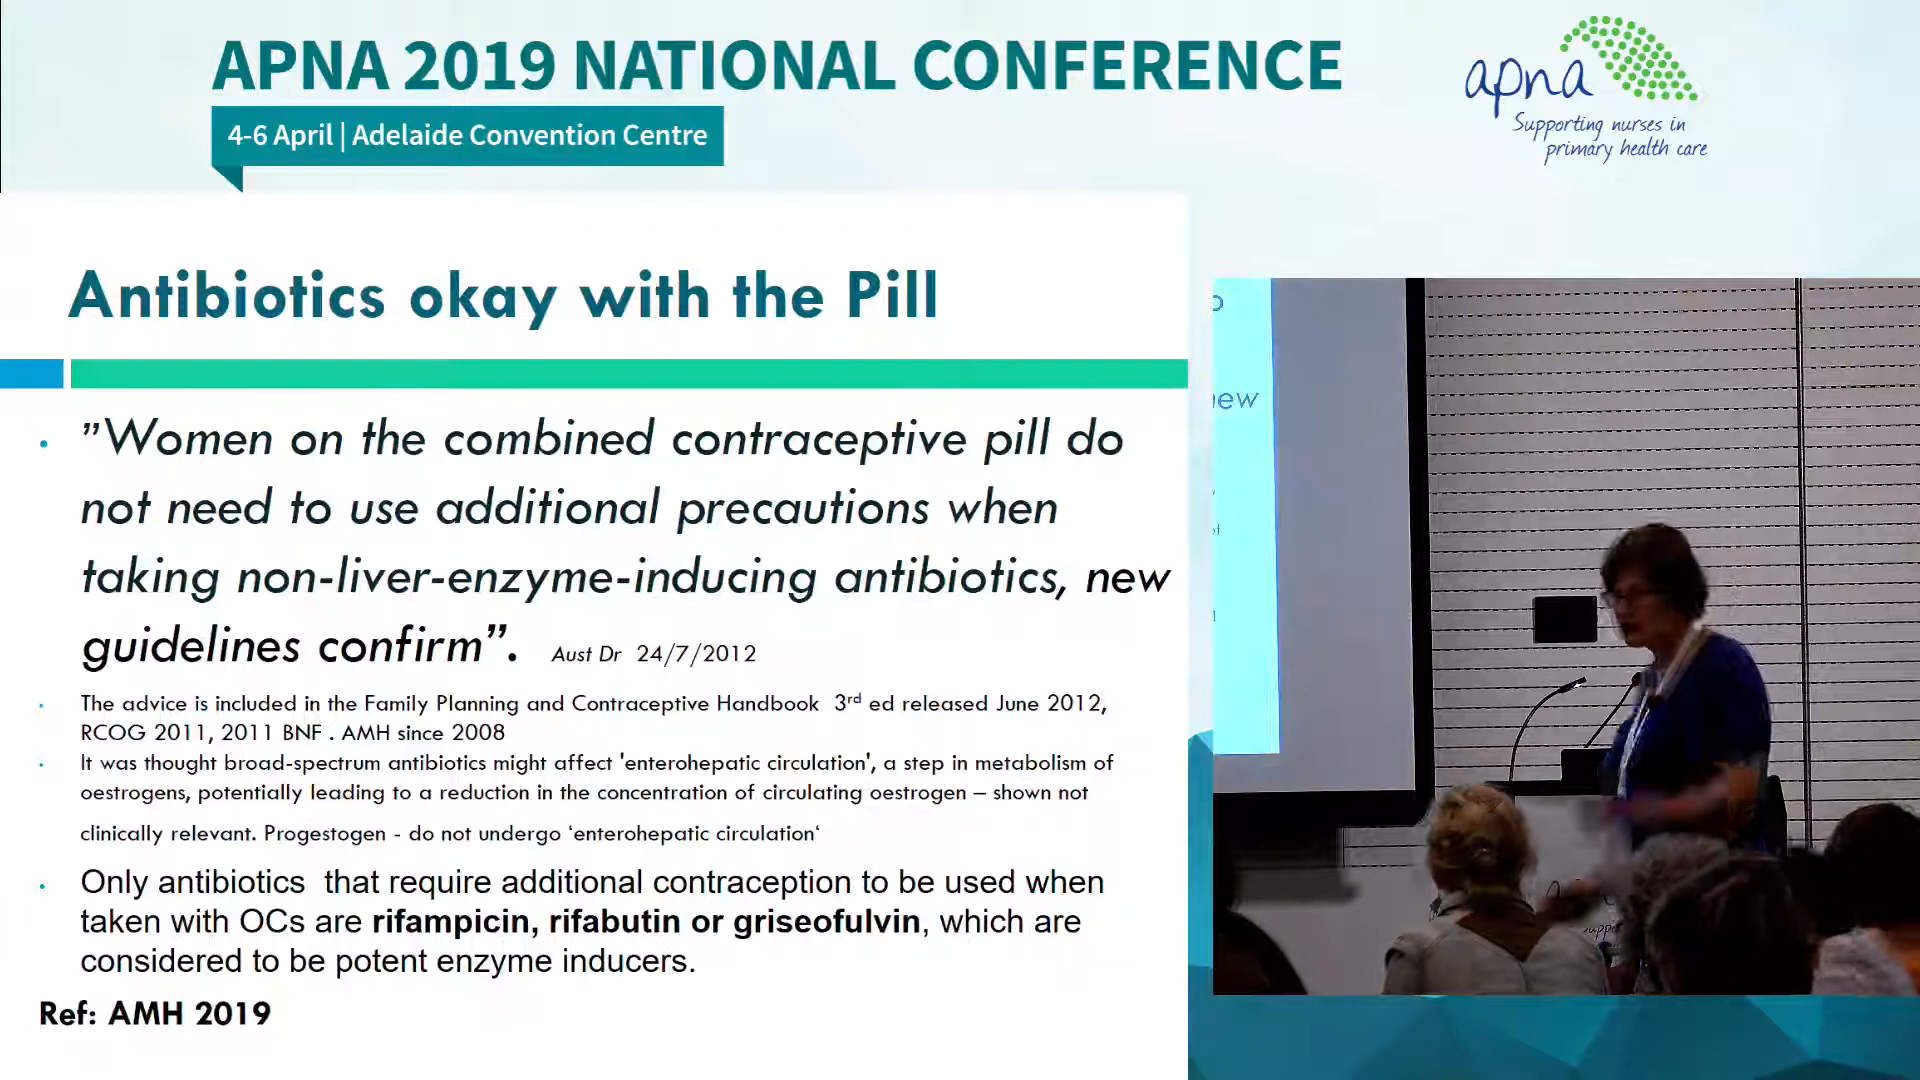 APNA 2019 NATIONAL CONFERENCE
4-6 April | Adelaide Convention Centre
apna
Supporting nurses in
primary health care
Antibiotics okay with the Pill
• ”Women on the combined contraceptive pill do
not need to use additional precautions when
taking non-liver-enzyme-inducing antibiotics, new
guidelines confirm”. Aust Dr 24/7/2012
• The advice is included in the Family Planning and Contraceptive Handbook 3rd ed released June 2012,
RCOG 2011, 2011 BNF . AMH since 2008
• It was thought broad-spectrum antibiotics might affect 'enterohepatic circulation', a step in metabolism of
oestrogens, potentially leading to a reduction in the concentration of circulating oestrogen – shown not
clinically relevant. Progestogen - do not undergo ‘enterohepatic circulation‘
• Only antibiotics that require additional contraception to be used when
taken with OCs are rifampicin, rifabutin or griseofulvin, which are
considered to be potent enzyme inducers.
Ref: AMH 2019